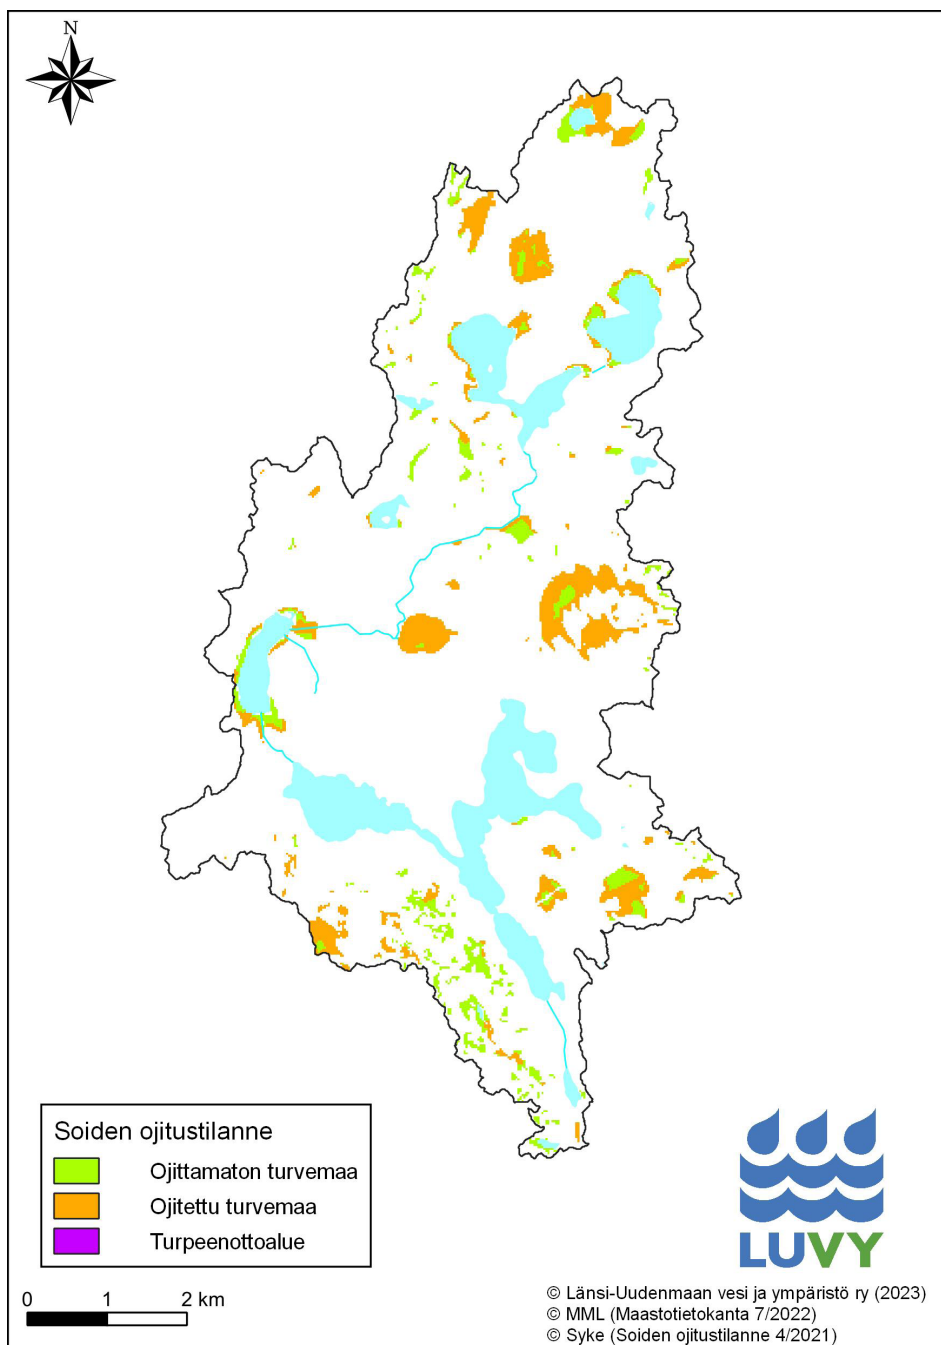 N
Soiden ojitustilanne
Ojittamaton turvemaa
Ojitettu turvemaa
Turpeenottoalue
0 1 2 km
LUVY
© Länsi-Uudenmaan vesi ja ympäristö ry (2023)
© MML (Maastotietokanta 7/2022)
© Syke (Soiden ojitustilanne 4/2021)